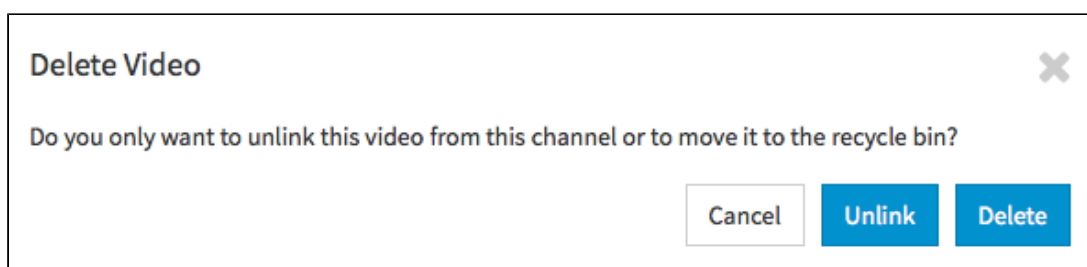 Delete Video
Do you only want to unlink this video from this channel or to move it to the recycle bin?
Cancel Unlink Delete